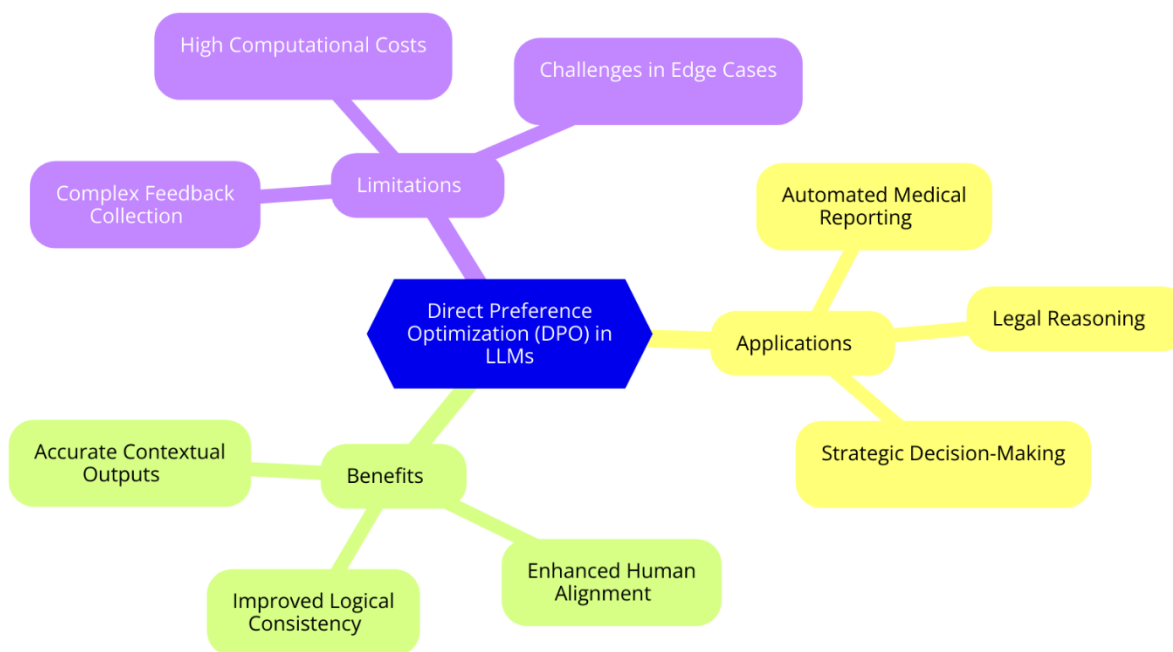 High Computational Costs
Challenges in Edge Cases
Complex Feedback
Collection
Limitations
Automated Medical
Reporting
Direct Preference
Optimization (DPO) in
LLMs
Applications
Legal Reasoning
Strategic Decision-Making
Accurate Contextual
Outputs
Benefits
Improved Logical
Consistency
Enhanced Human
Alignment